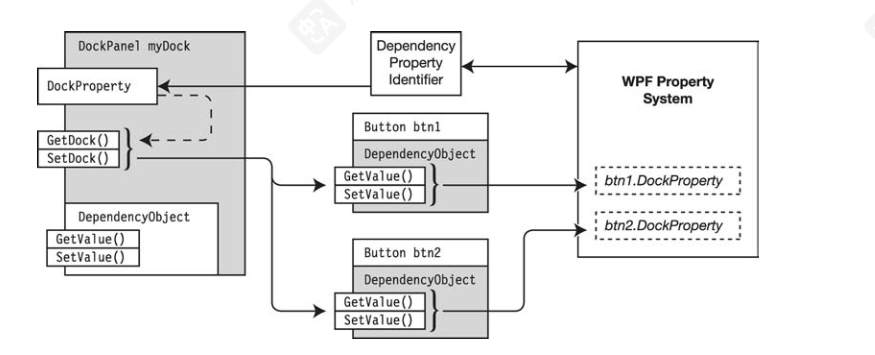 DockPanel myDock
DockProperty
GetDock()
SetDock()
DependencyObject
GetValue()
SetValue()
Dependency
Property
Identifier
Button btn1
DependencyObject
GetValue()
SetValue()
Button btn2
DependencyObject
GetValue()
SetValue()
WPF Property
System
btn1.DockProperty
btn2.DockProperty